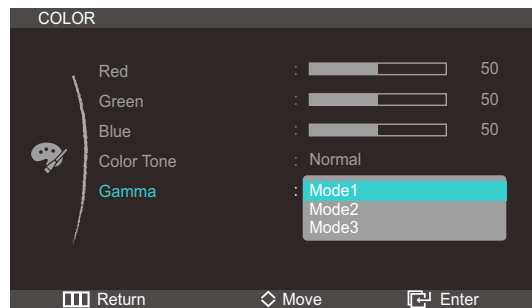 COLOR
Red : 50
Green : 50
Blue : 50
Color Tone : Normal
Gamma : Mode1
Mode2
Mode3
Return Move Enter